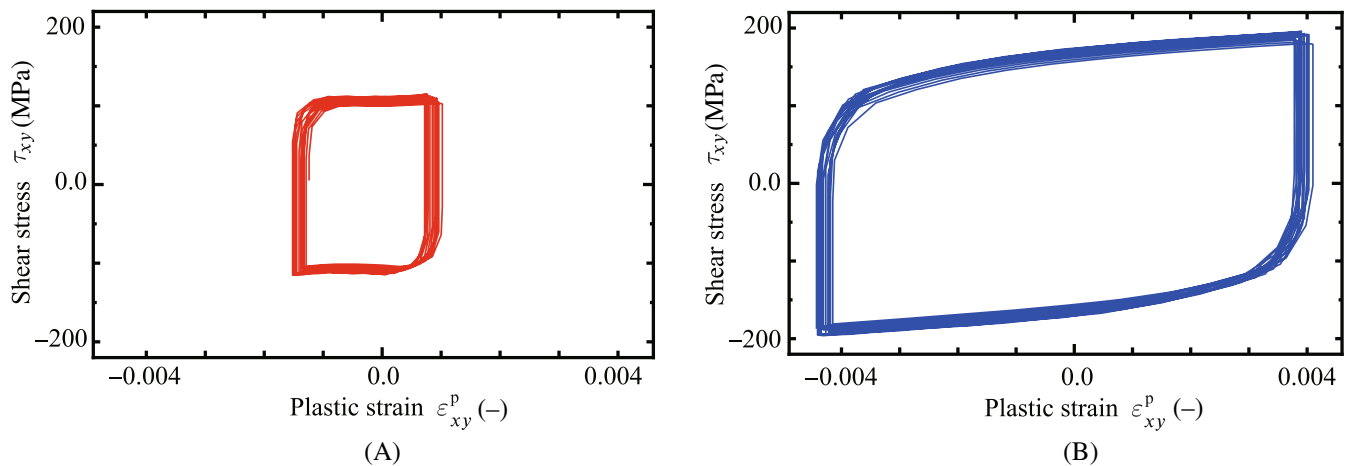 200
0.0
–200
Shear stress τxy (MPa)
–0.004
0.0
0.004
Plastic strain εᵖxy (–)
(A)
200
0.0
–200
Shear stress τxy (MPa)
–0.004
0.0
0.004
Plastic strain εᵖxy (–)
(B)